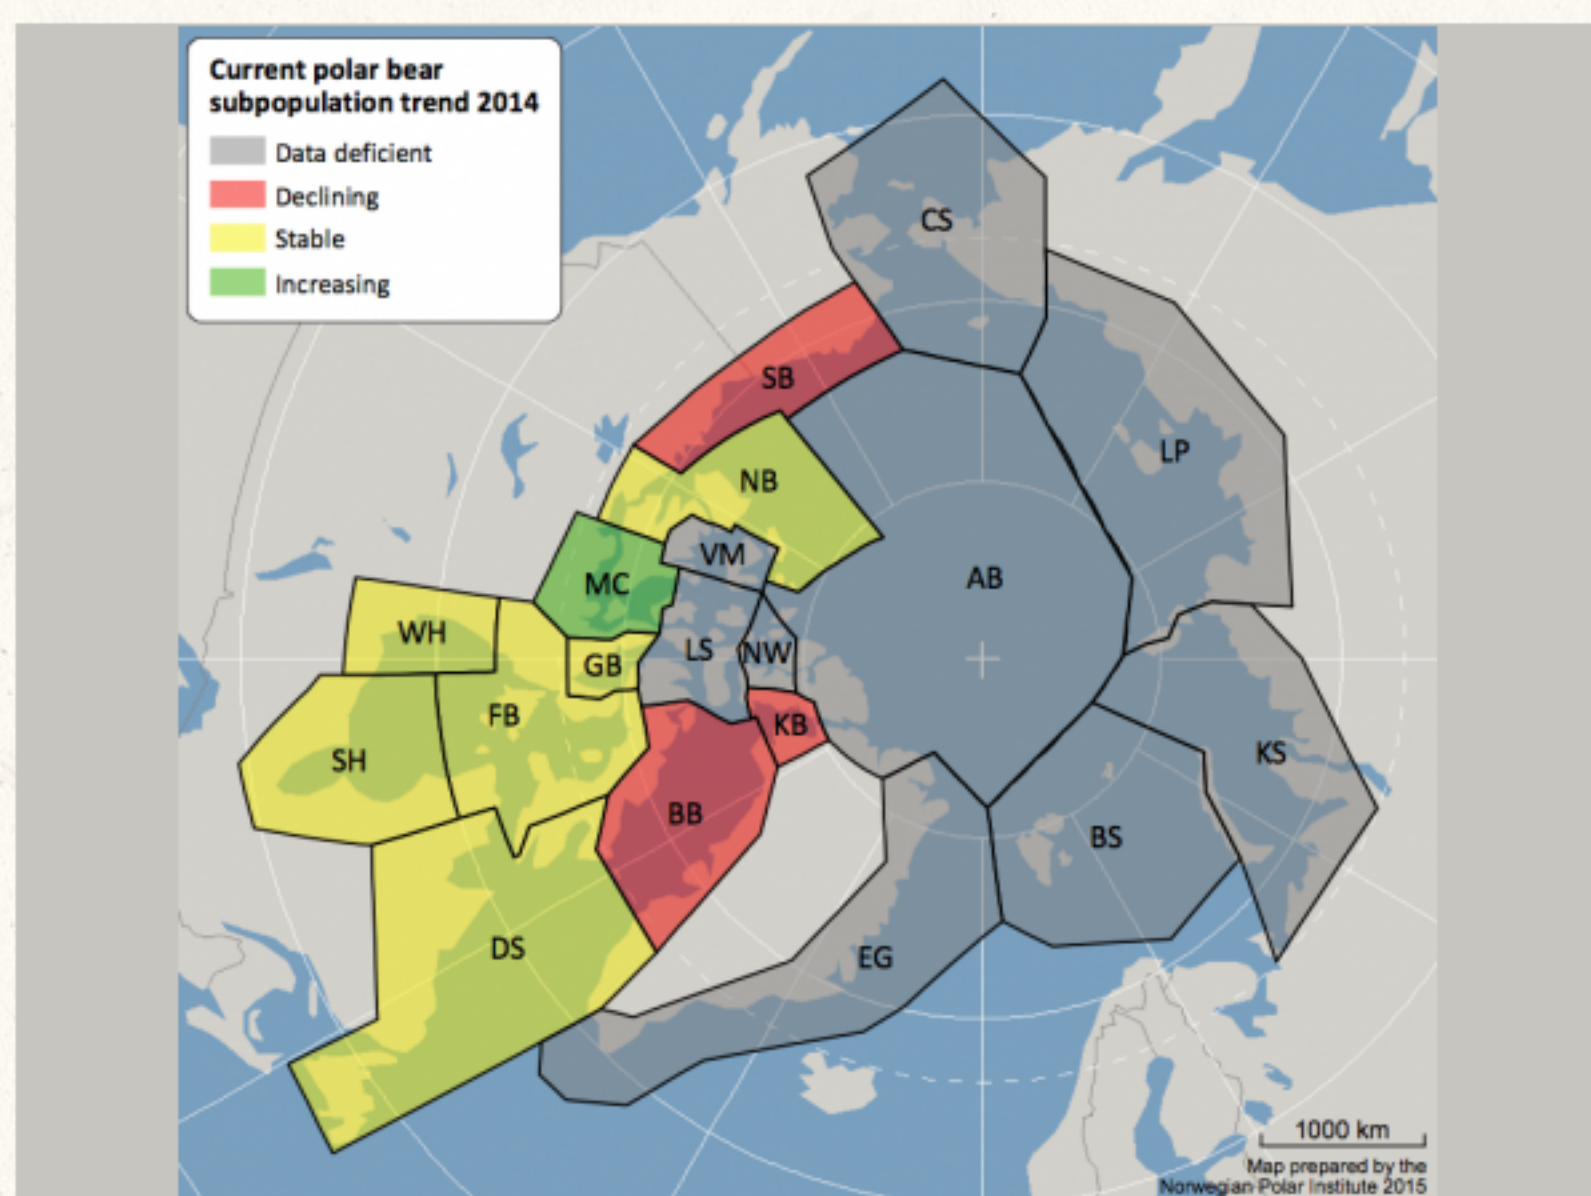 Current polar bear
subpopulation trend 2014
Data deficient
Declining
Stable
Increasing
CS
SB
LP
NB
VM
AB
MC
WH
LS
NW
GB
FB
KB
SH
KS
BB
BS
DS
EG
1000 km
Map prepared by the
Norwegian Polar Institute 2015